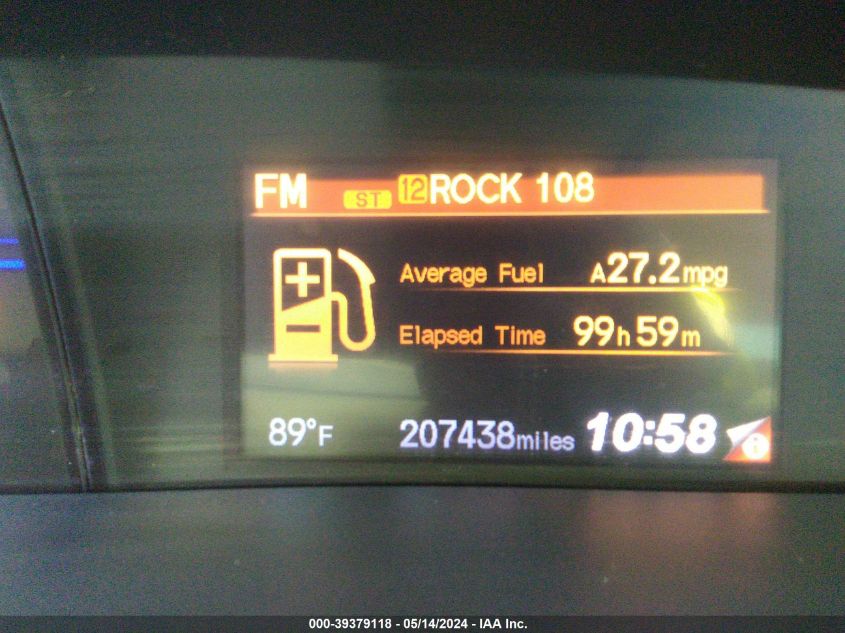 FM ST 12 ROCK 108
Average Fuel A27.2mpg
Elapsed Time 99h59m
89°F 207438miles 10:58 i
000-39379118 - 05/14/2024 - IAA Inc.